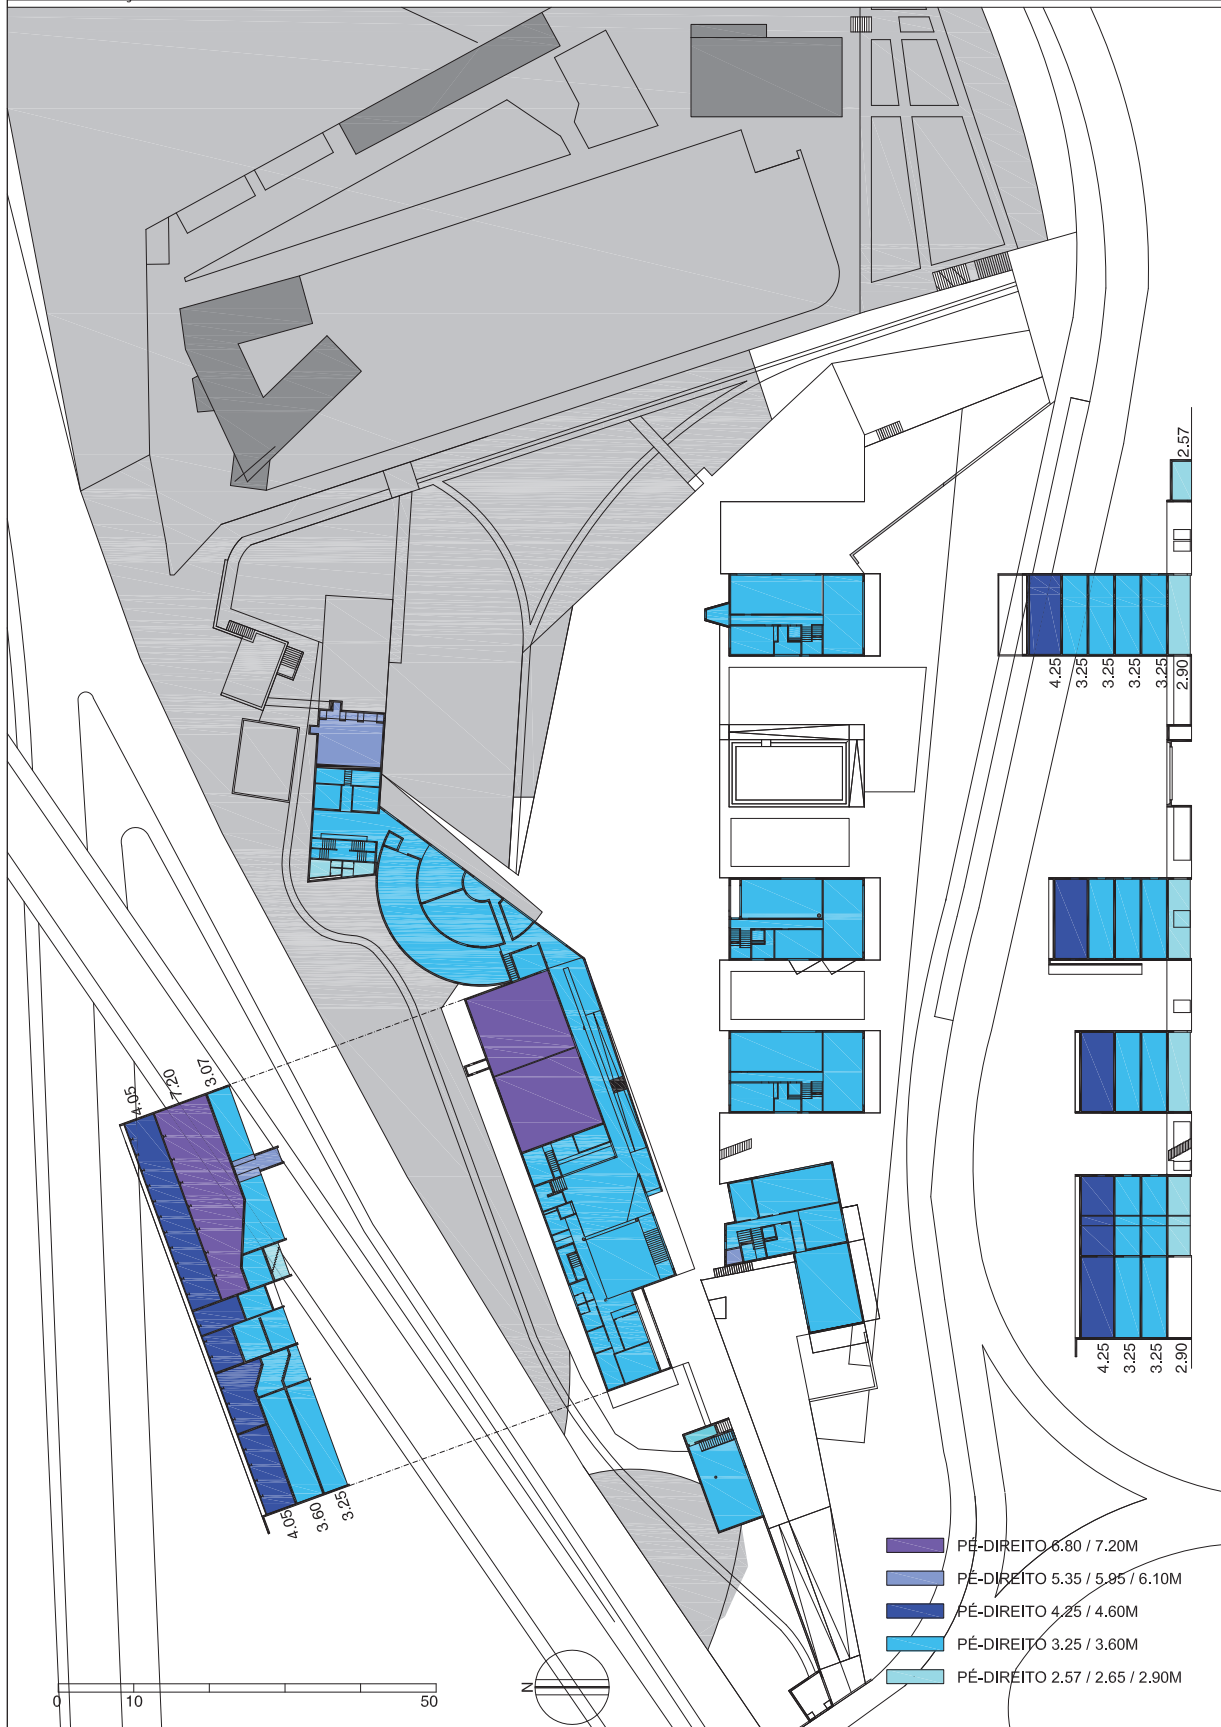 2.57
4.25
3.25
3.25
3.25
3.25
2.90
4.05
7.20
3.07
4.05
3.60
3.25
4.25
3.25
3.25
2.90
PÉ-DIREITO 6.80 / 7.20M
PÉ-DIREITO 5.35 / 5.95 / 6.10M
PÉ-DIREITO 4.25 / 4.60M
PÉ-DIREITO 3.25 / 3.60M
PÉ-DIREITO 2.57 / 2.65 / 2.90M
N
0 10 50